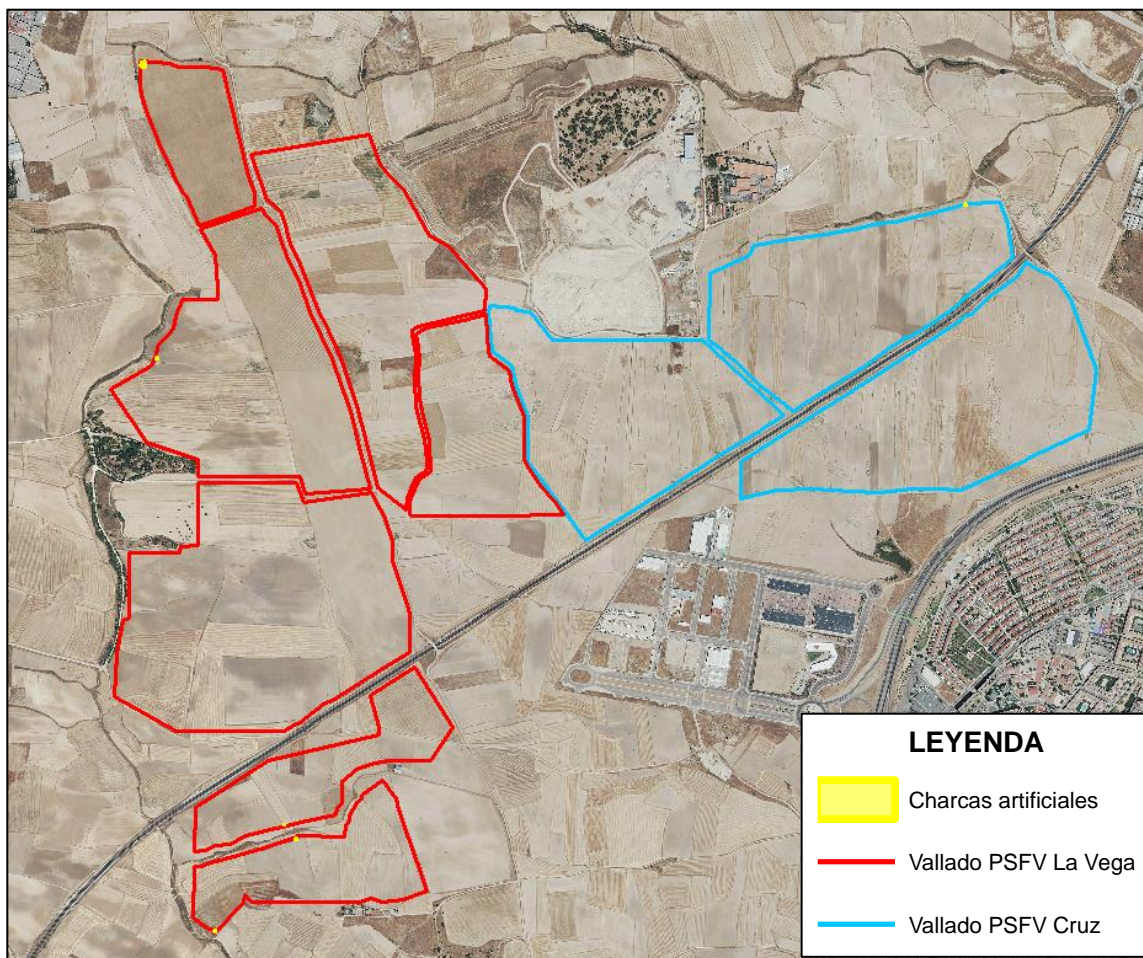 LEYENDA
Charcas artificiales
Vallado PSFV La Vega
Vallado PSFV Cruz